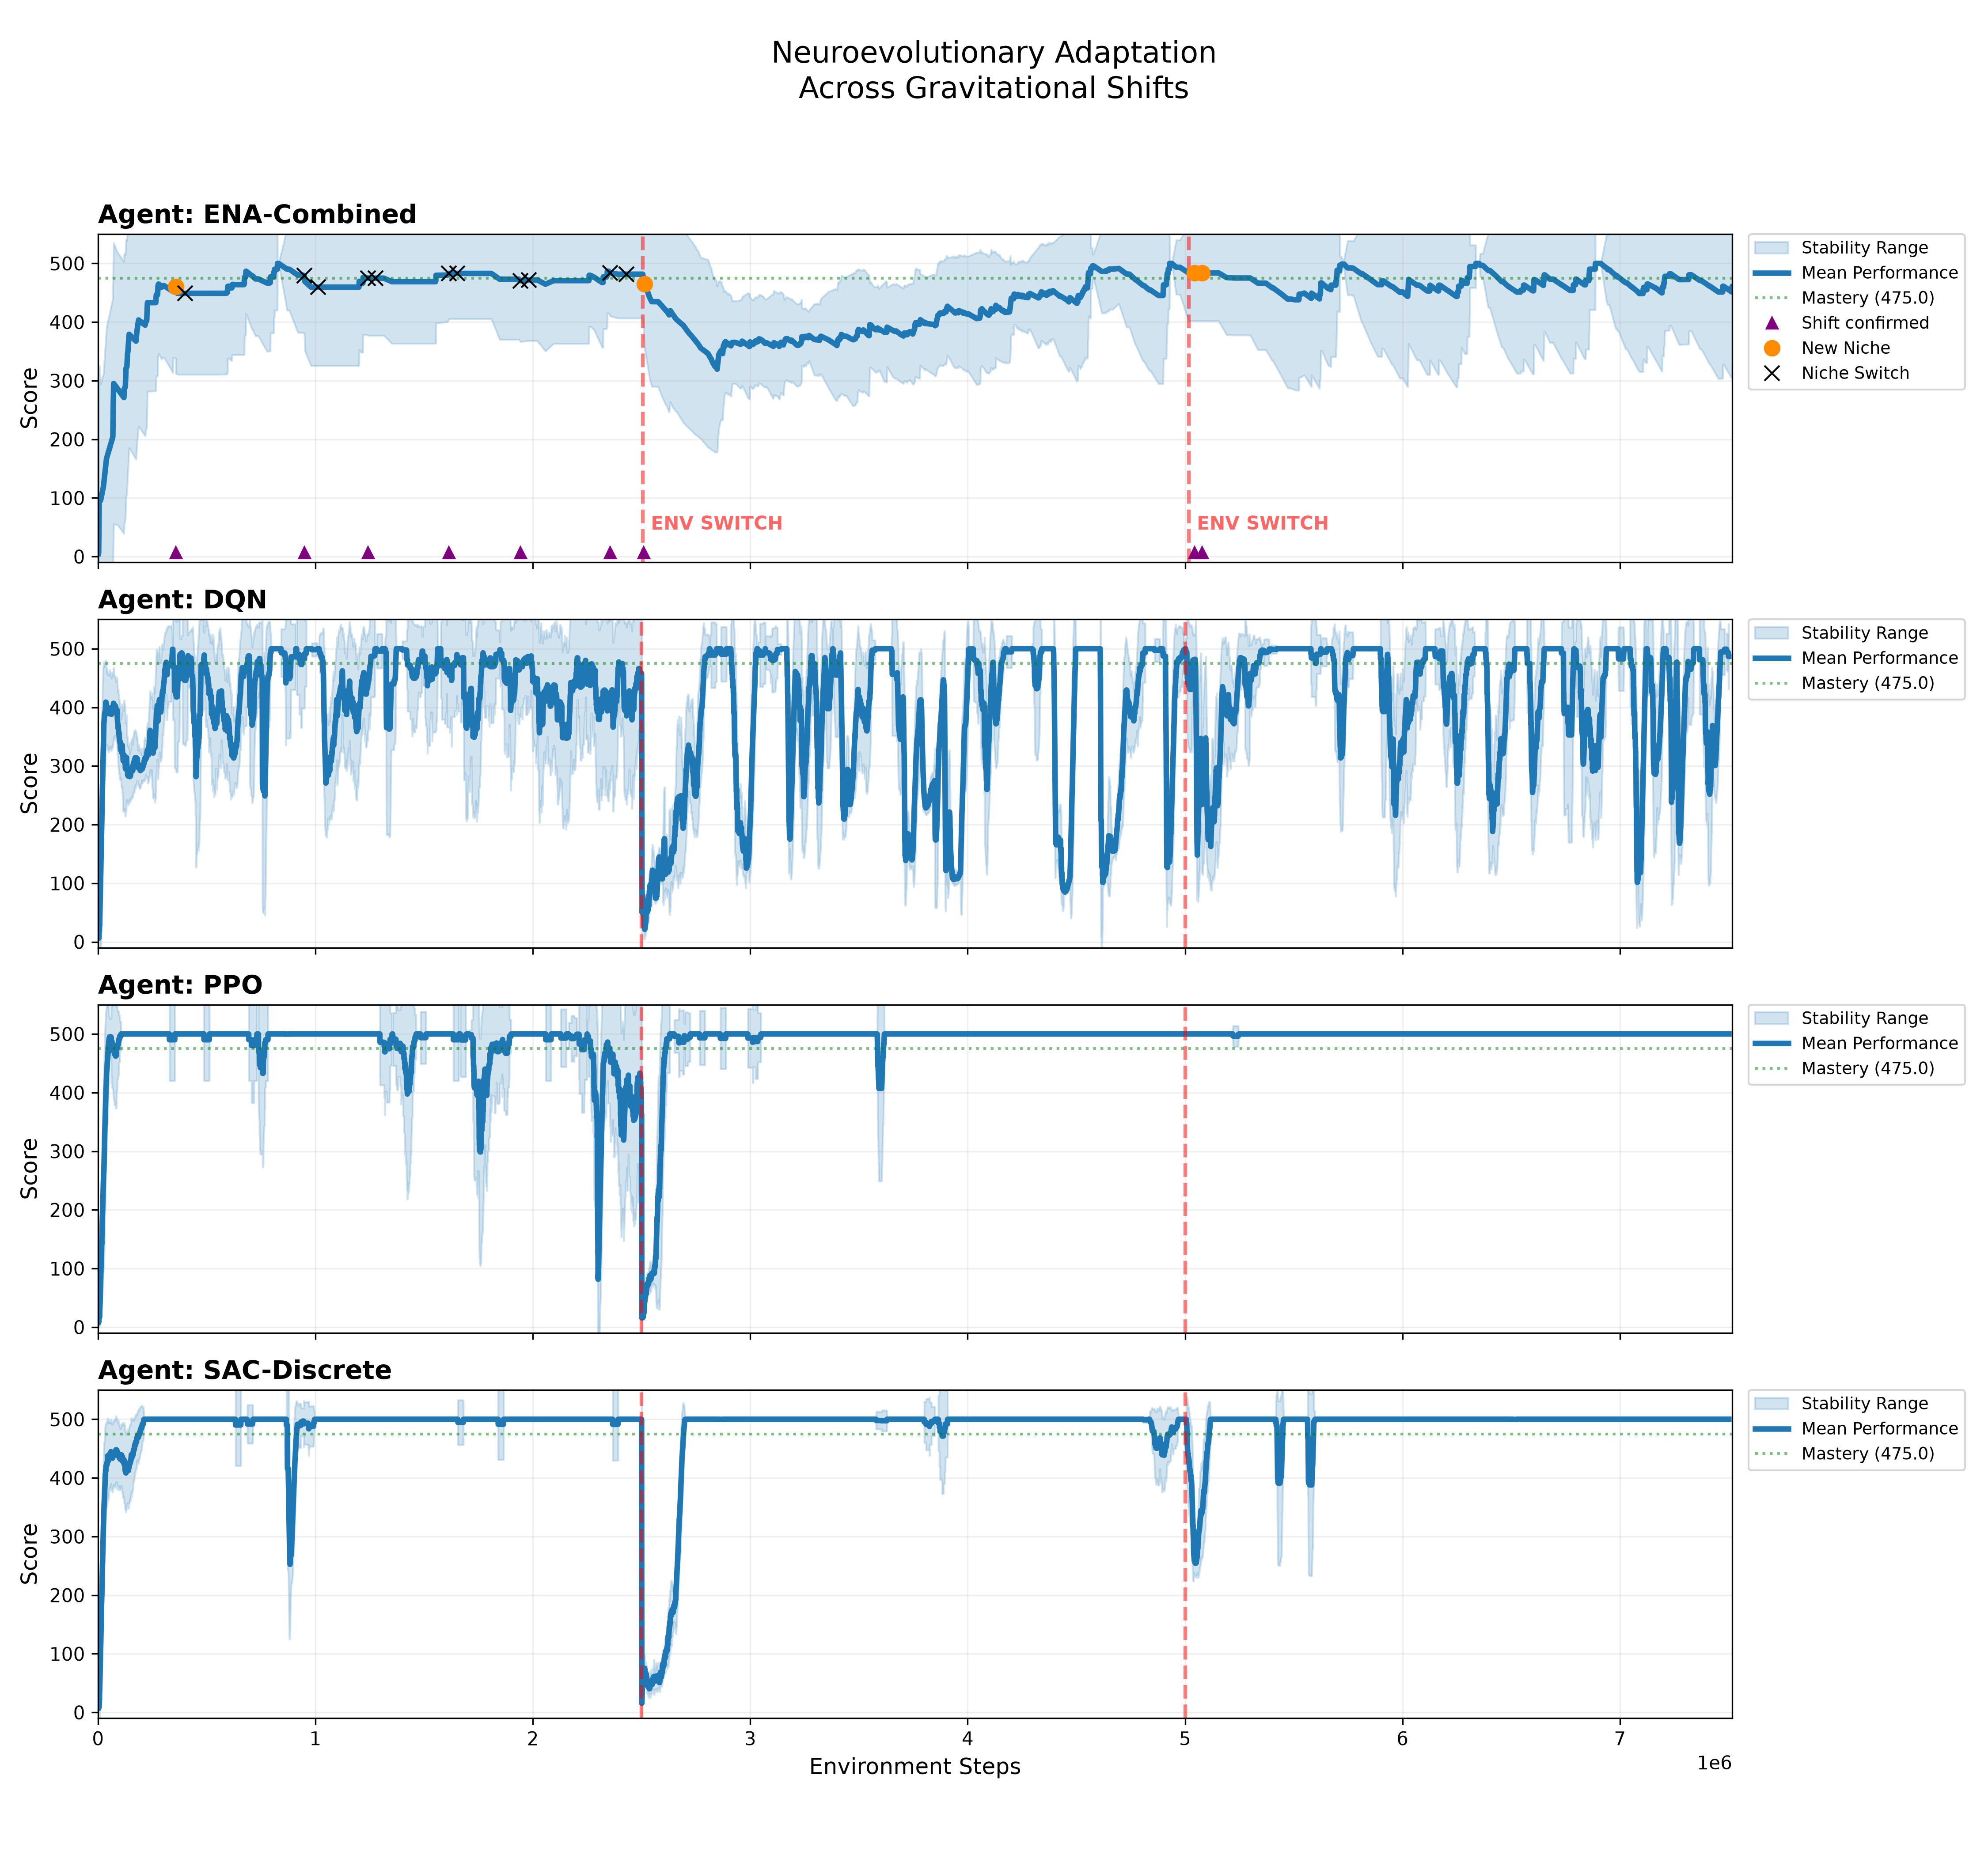 Neuroevolutionary Adaptation
Across Gravitational Shifts
Agent: ENA-Combined
Score
500
400
300
200
100
0
ENV SWITCH
ENV SWITCH
Stability Range
Mean Performance
Mastery (475.0)
Shift confirmed
New Niche
Niche Switch
Agent: DQN
Score
500
400
300
200
100
0
Stability Range
Mean Performance
Mastery (475.0)
Agent: PPO
Score
500
400
300
200
100
0
Stability Range
Mean Performance
Mastery (475.0)
Agent: SAC-Discrete
Score
500
400
300
200
100
0
Stability Range
Mean Performance
Mastery (475.0)
0 1 2 3 4 5 6 7
1e6
Environment Steps